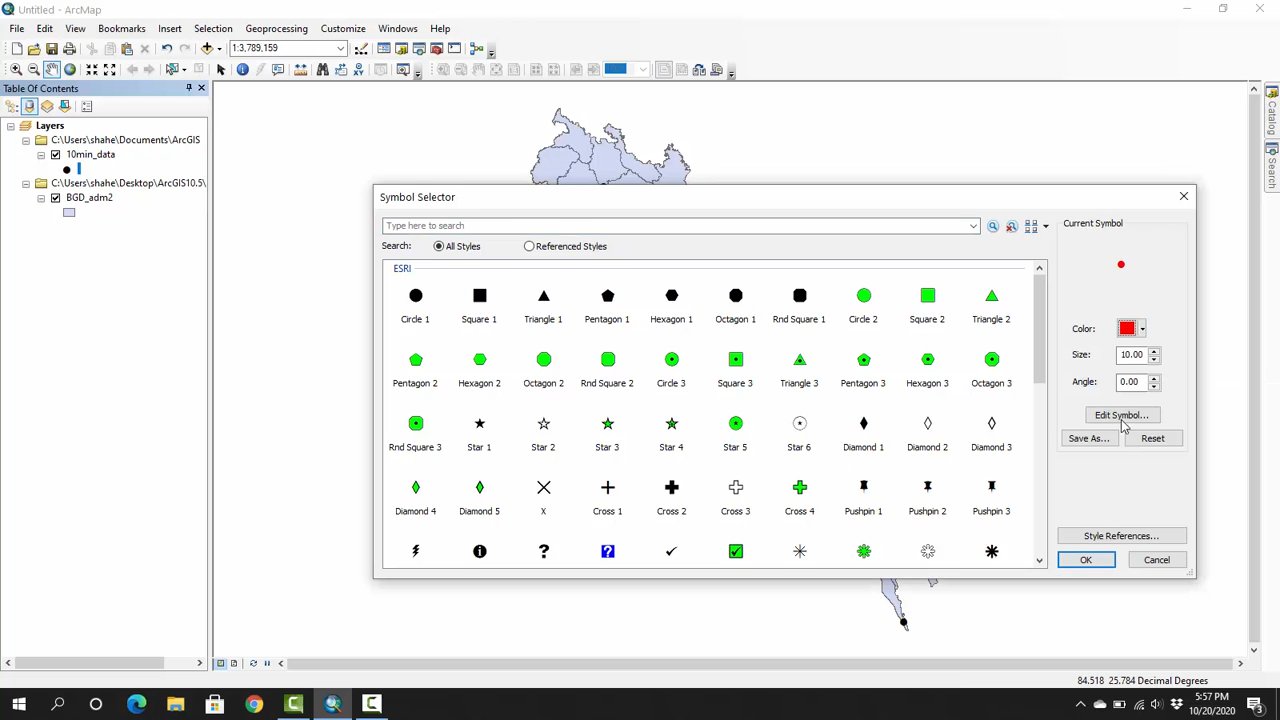 Untitled - ArcMap
File Edit View Bookmarks Insert Selection Geoprocessing Customize Windows Help
1:3,789,159
Table Of Contents
Layers
C:\Users\shahe\Documents\ArcGIS
10min_data
C:\Users\shahe\Desktop\ArcGIS10.5\
BGD_adm2
Symbol Selector
Type here to search
Search: All Styles Referenced Styles
ESRI
Circle 1 Square 1 Triangle 1 Pentagon 1 Hexagon 1 Octagon 1 Rnd Square 1 Circle 2 Square 2 Triangle 2
Pentagon 2 Hexagon 2 Octagon 2 Rnd Square 2 Circle 3 Square 3 Triangle 3 Pentagon 3 Hexagon 3 Octagon 3
Rnd Square 3 Star 1 Star 2 Star 3 Star 4 Star 5 Star 6 Diamond 1 Diamond 2 Diamond 3
Diamond 4 Diamond 5 X Cross 1 Cross 2 Cross 3 Cross 4 Pushpin 1 Pushpin 2 Pushpin 3
Current Symbol
Color:
Size: 10.00
Angle: 0.00
Edit Symbol...
Save As... Reset
Style References...
OK Cancel
Catalog
Search
84.518 25.784 Decimal Degrees
5:57 PM
10/20/2020
3